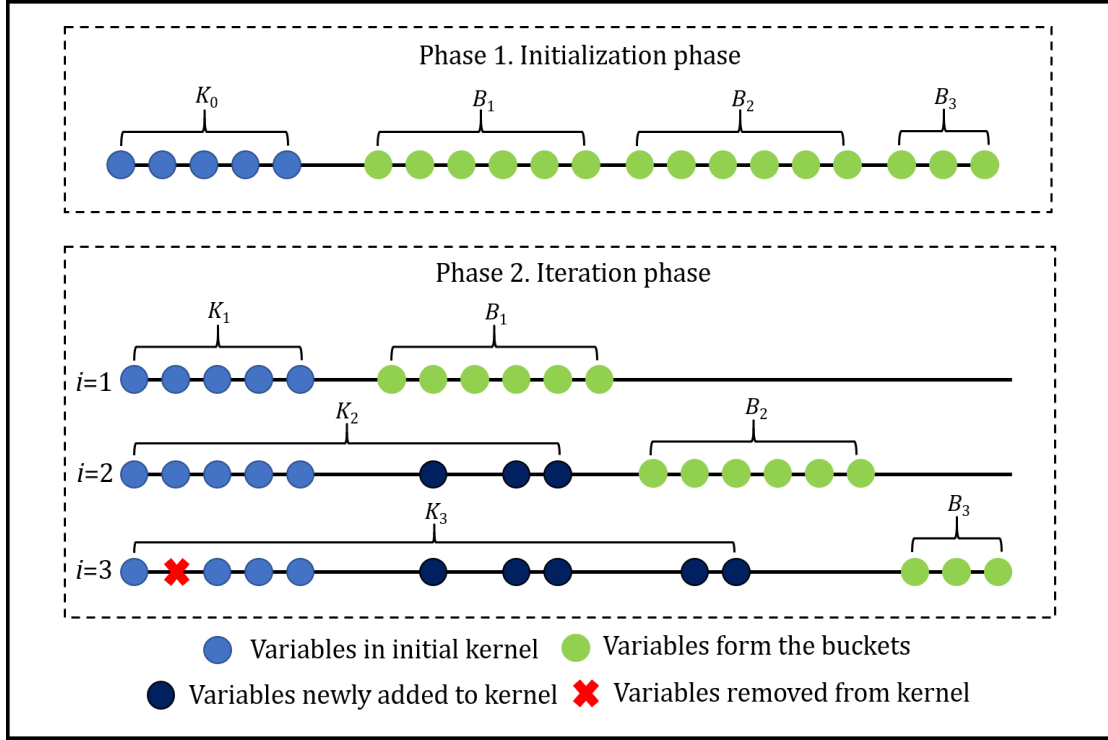 Phase 1. Initialization phase
K₀ B₁ B₂ B₃
Phase 2. Iteration phase
K₁ B₁
i=1
K₂ B₂
i=2
K₃ B₃
i=3
Variables in initial kernel Variables form the buckets
Variables newly added to kernel Variables removed from kernel